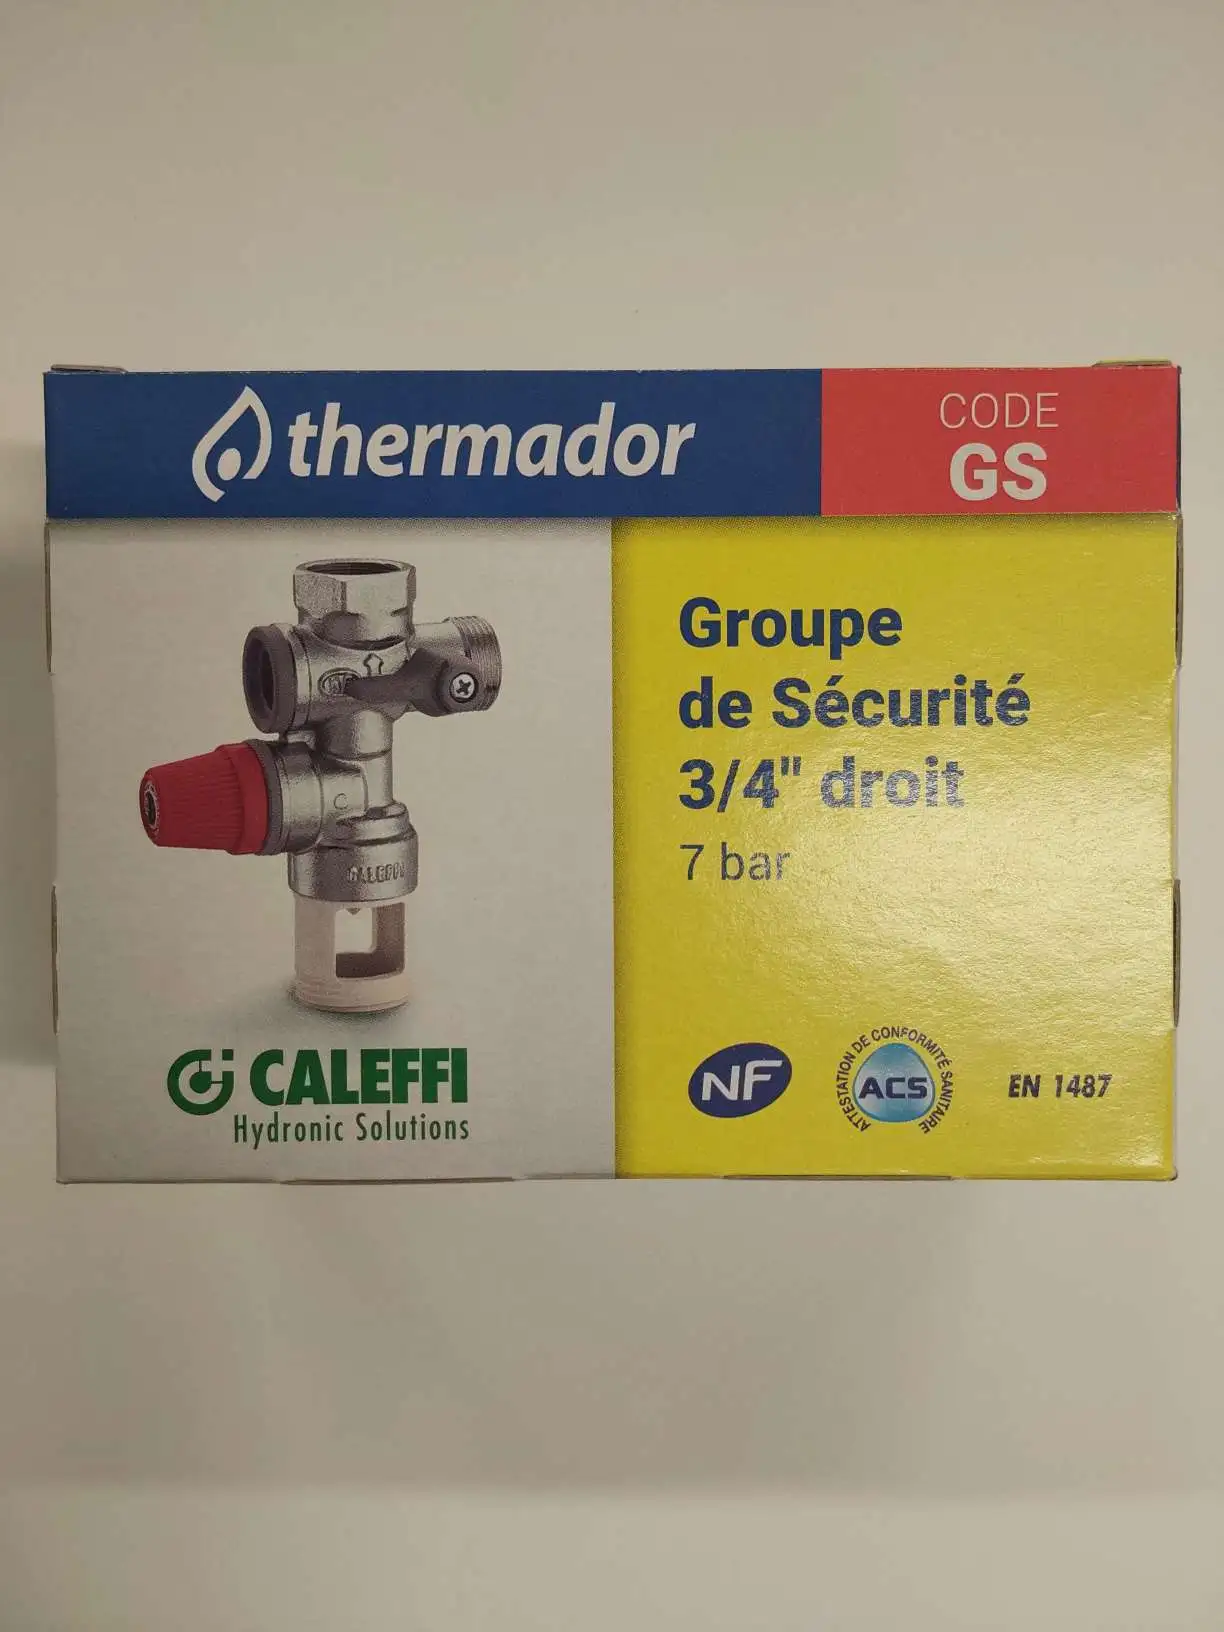 thermador
CODE
GS
Groupe
de Sécurité
3/4" droit
7 bar
CALEFFI
CALEFFI
Hydronic Solutions
NF
ATTESTATION DE CONFORMITÉ SANITAIRE
ACS
EN 1487